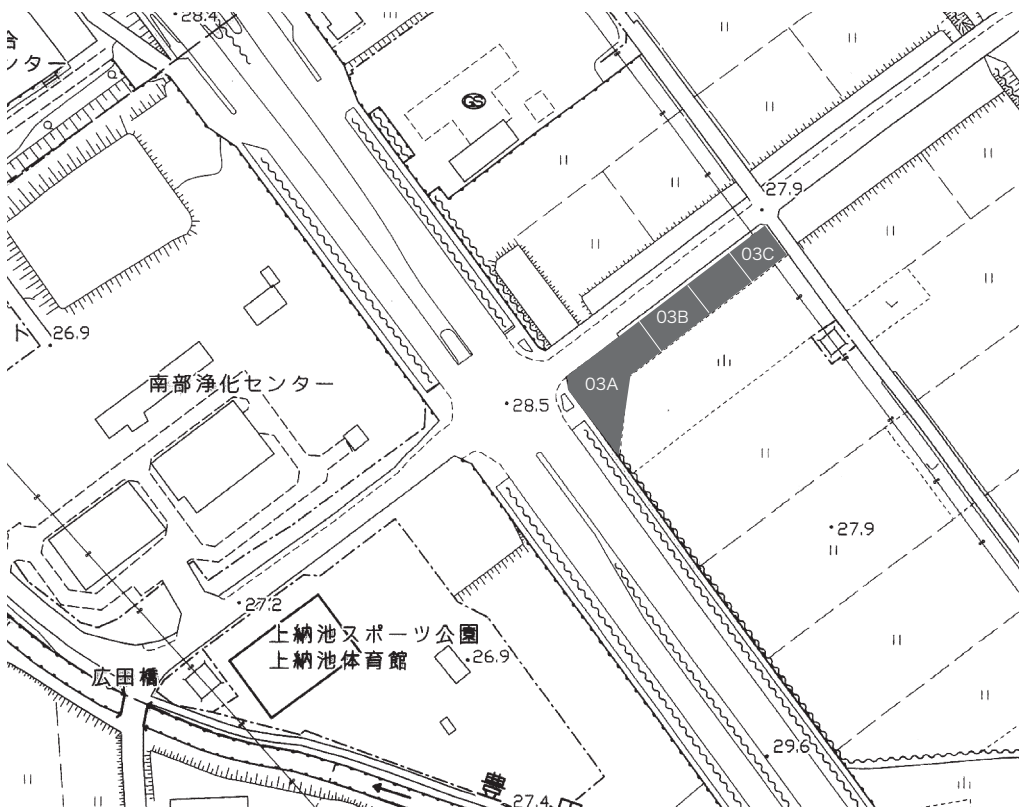 28.4
合
ンター
GS
27.9
03C
03B
03A
26.9
ド
南部浄化センター
28.5
27.9
27.2
上納池スポーツ公園
上納池体育館
26.9
広田橋
29.6
豊
27.4